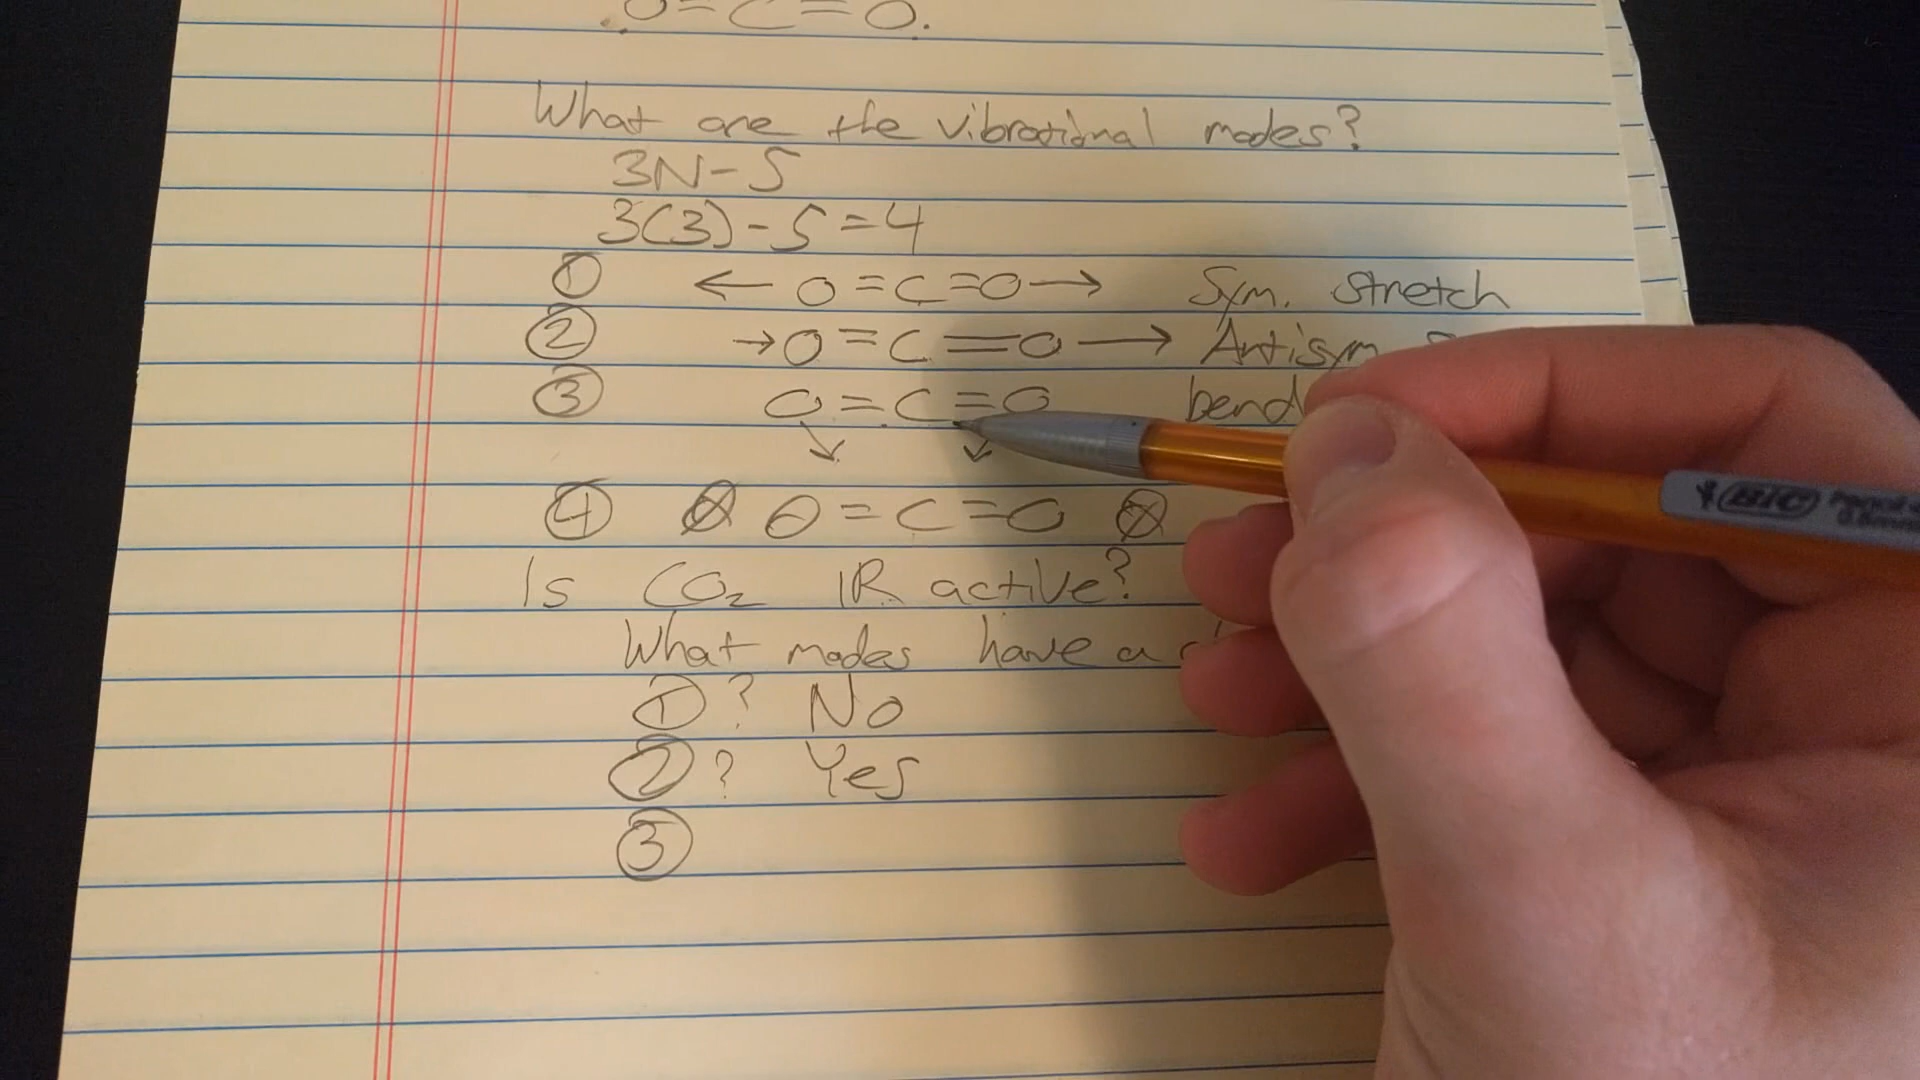 O=C=O
What are the vibrational modes?
3N-5
3(3)-5=4
① ← O=C=O → Sym. stretch
② →O=C=O → Antisym
③ O=C=O bend
↘ ↙
④ ⊗ O=C=O ⊗
Is CO₂ IR active?
What modes have a
①? No
②? Yes
③
BIC